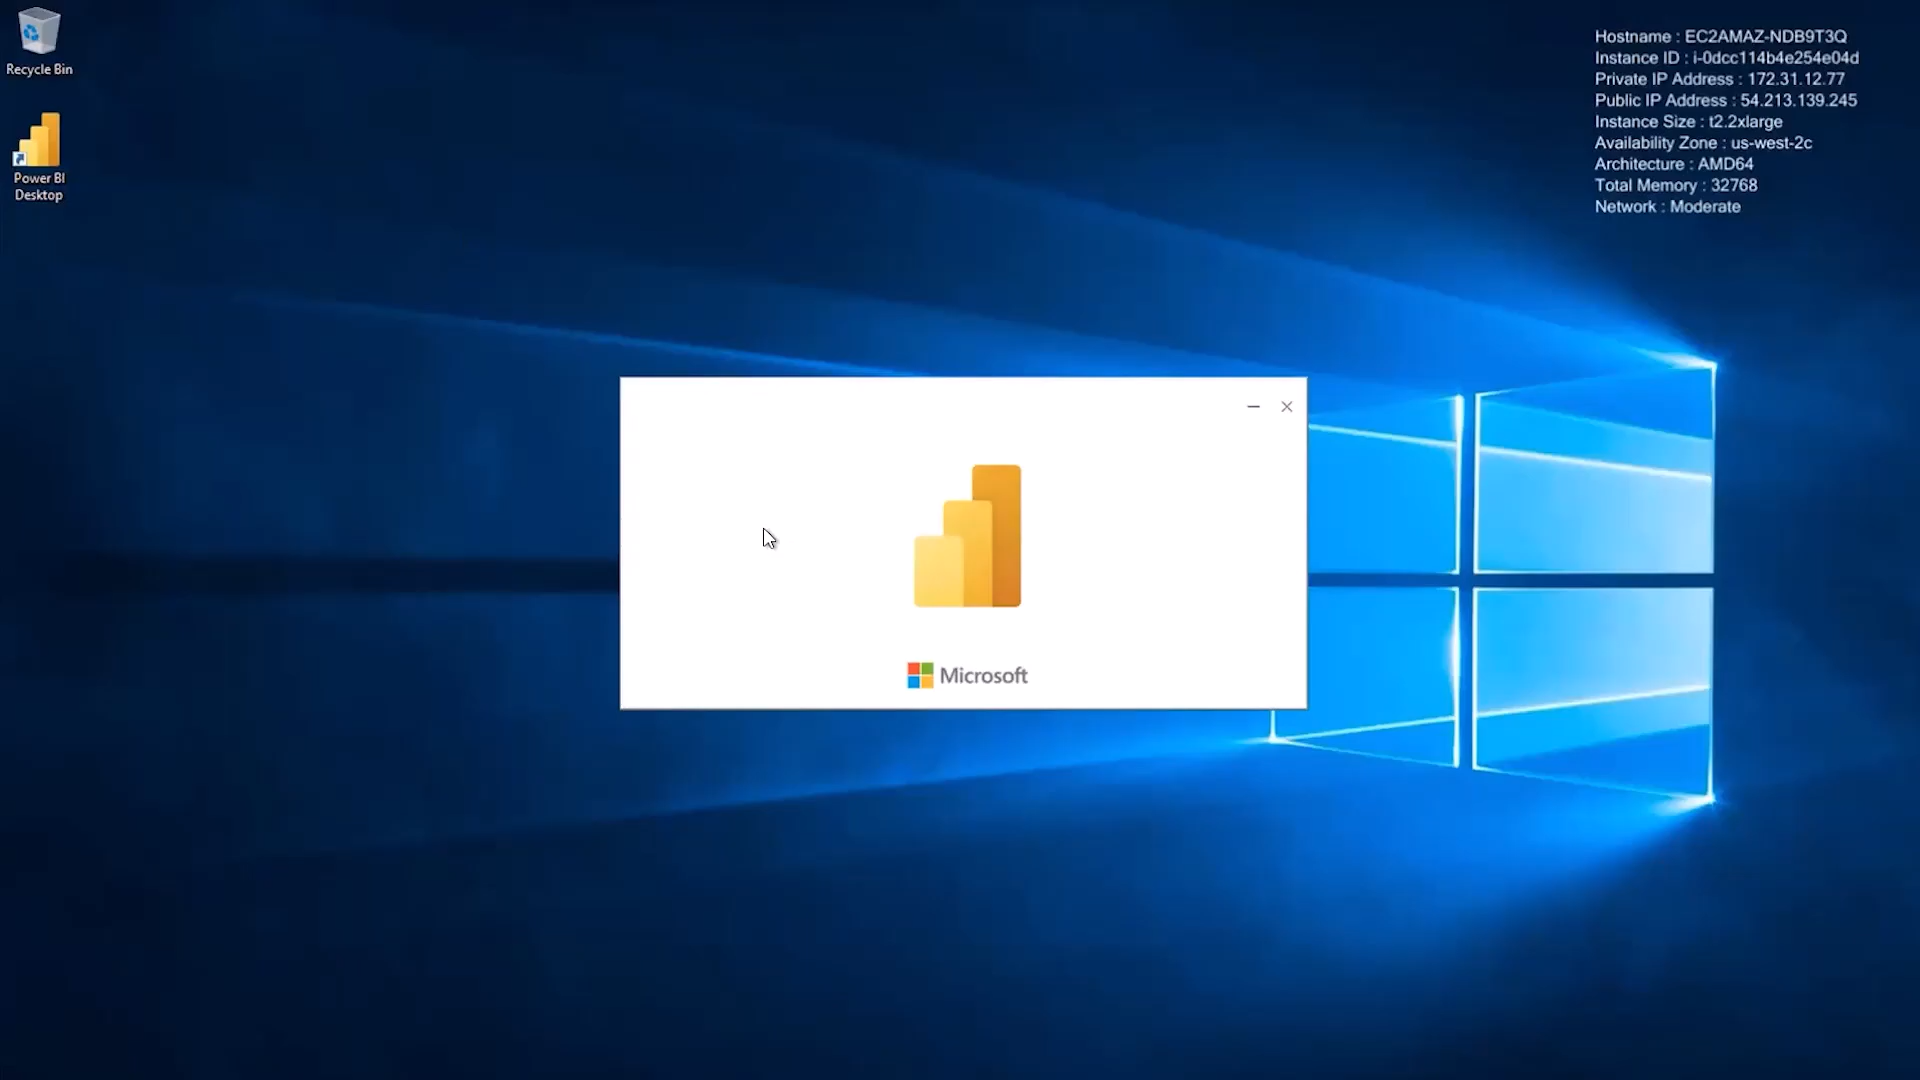 Recycle Bin
Power BI
Desktop
Hostname : EC2AMAZ-NDB9T3Q
Instance ID : i-0dcc114b4e254e04d
Private IP Address : 172.31.12.77
Public IP Address : 54.213.139.245
Instance Size : t2.2xlarge
Availability Zone : us-west-2c
Architecture : AMD64
Total Memory : 32768
Network : Moderate
Microsoft